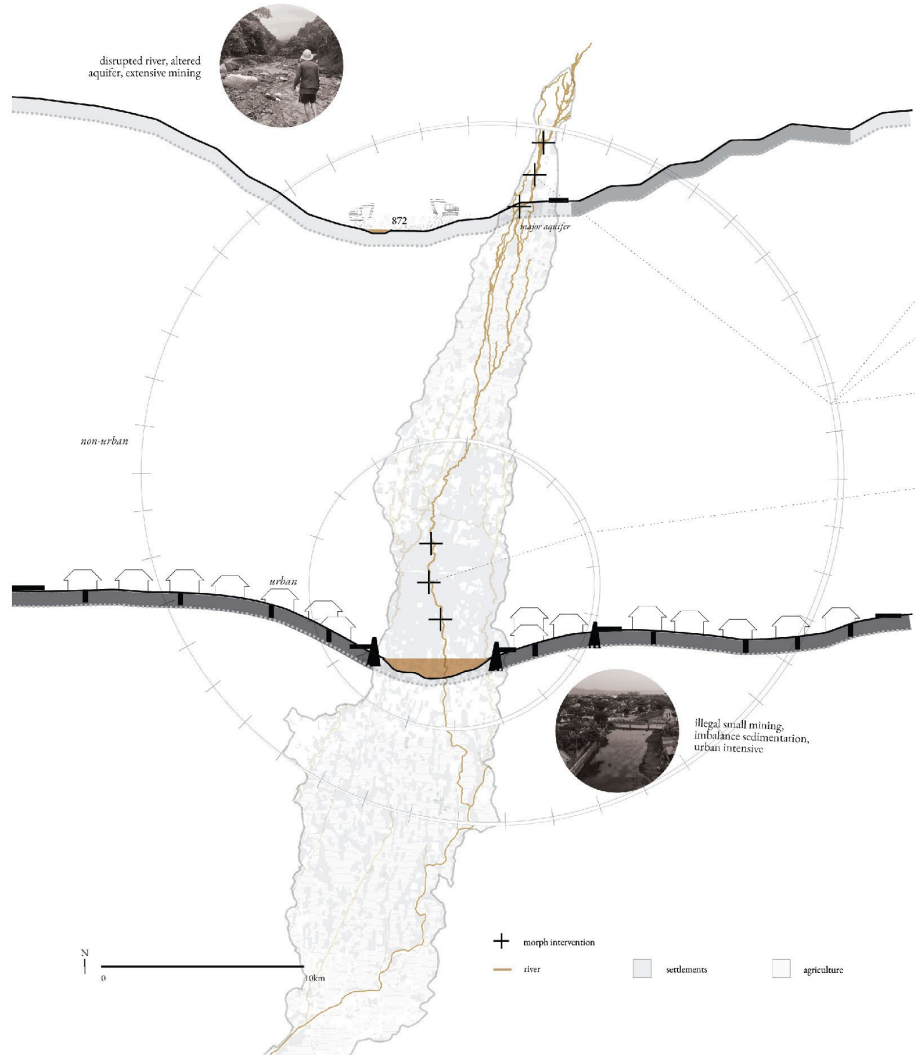 disrupted river, altered
aquifer, extensive mining
872
major aquifer
non-urban
urban
illegal small mining,
imbalance sedimentation,
urban intensive
N
0
10km
morph intervention
river
settlements
agriculture